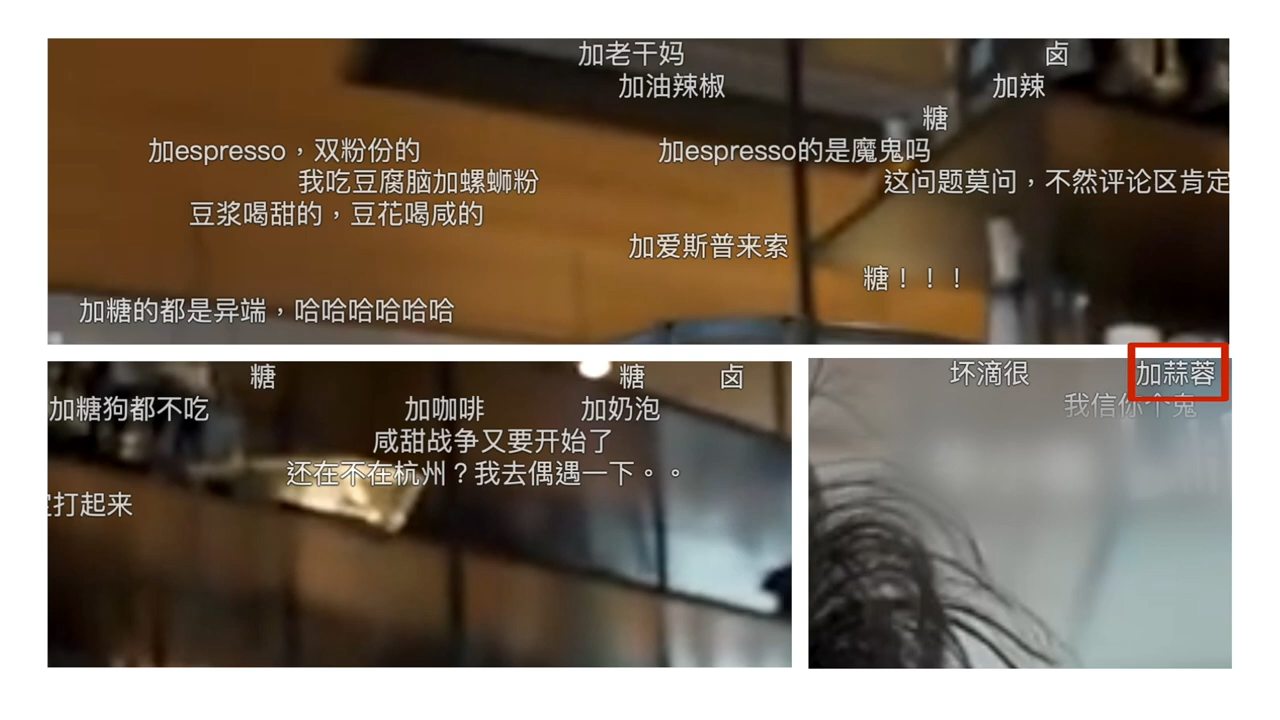 加老干妈
卤
加油辣椒
加辣
糖
加espresso，双粉份的
加espresso的是魔鬼吗
我吃豆腐脑加螺蛳粉
这问题莫问，不然评论区肯定
豆浆喝甜的，豆花喝咸的
加爱斯普来索
糖！！！
加糖的都是异端，哈哈哈哈哈哈
糖
糖
卤
加糖狗都不吃
加咖啡
加奶泡
咸甜战争又要开始了
还在不在杭州？我去偶遇一下。。
打起来
坏滴很
加蒜蓉
我信你个鬼